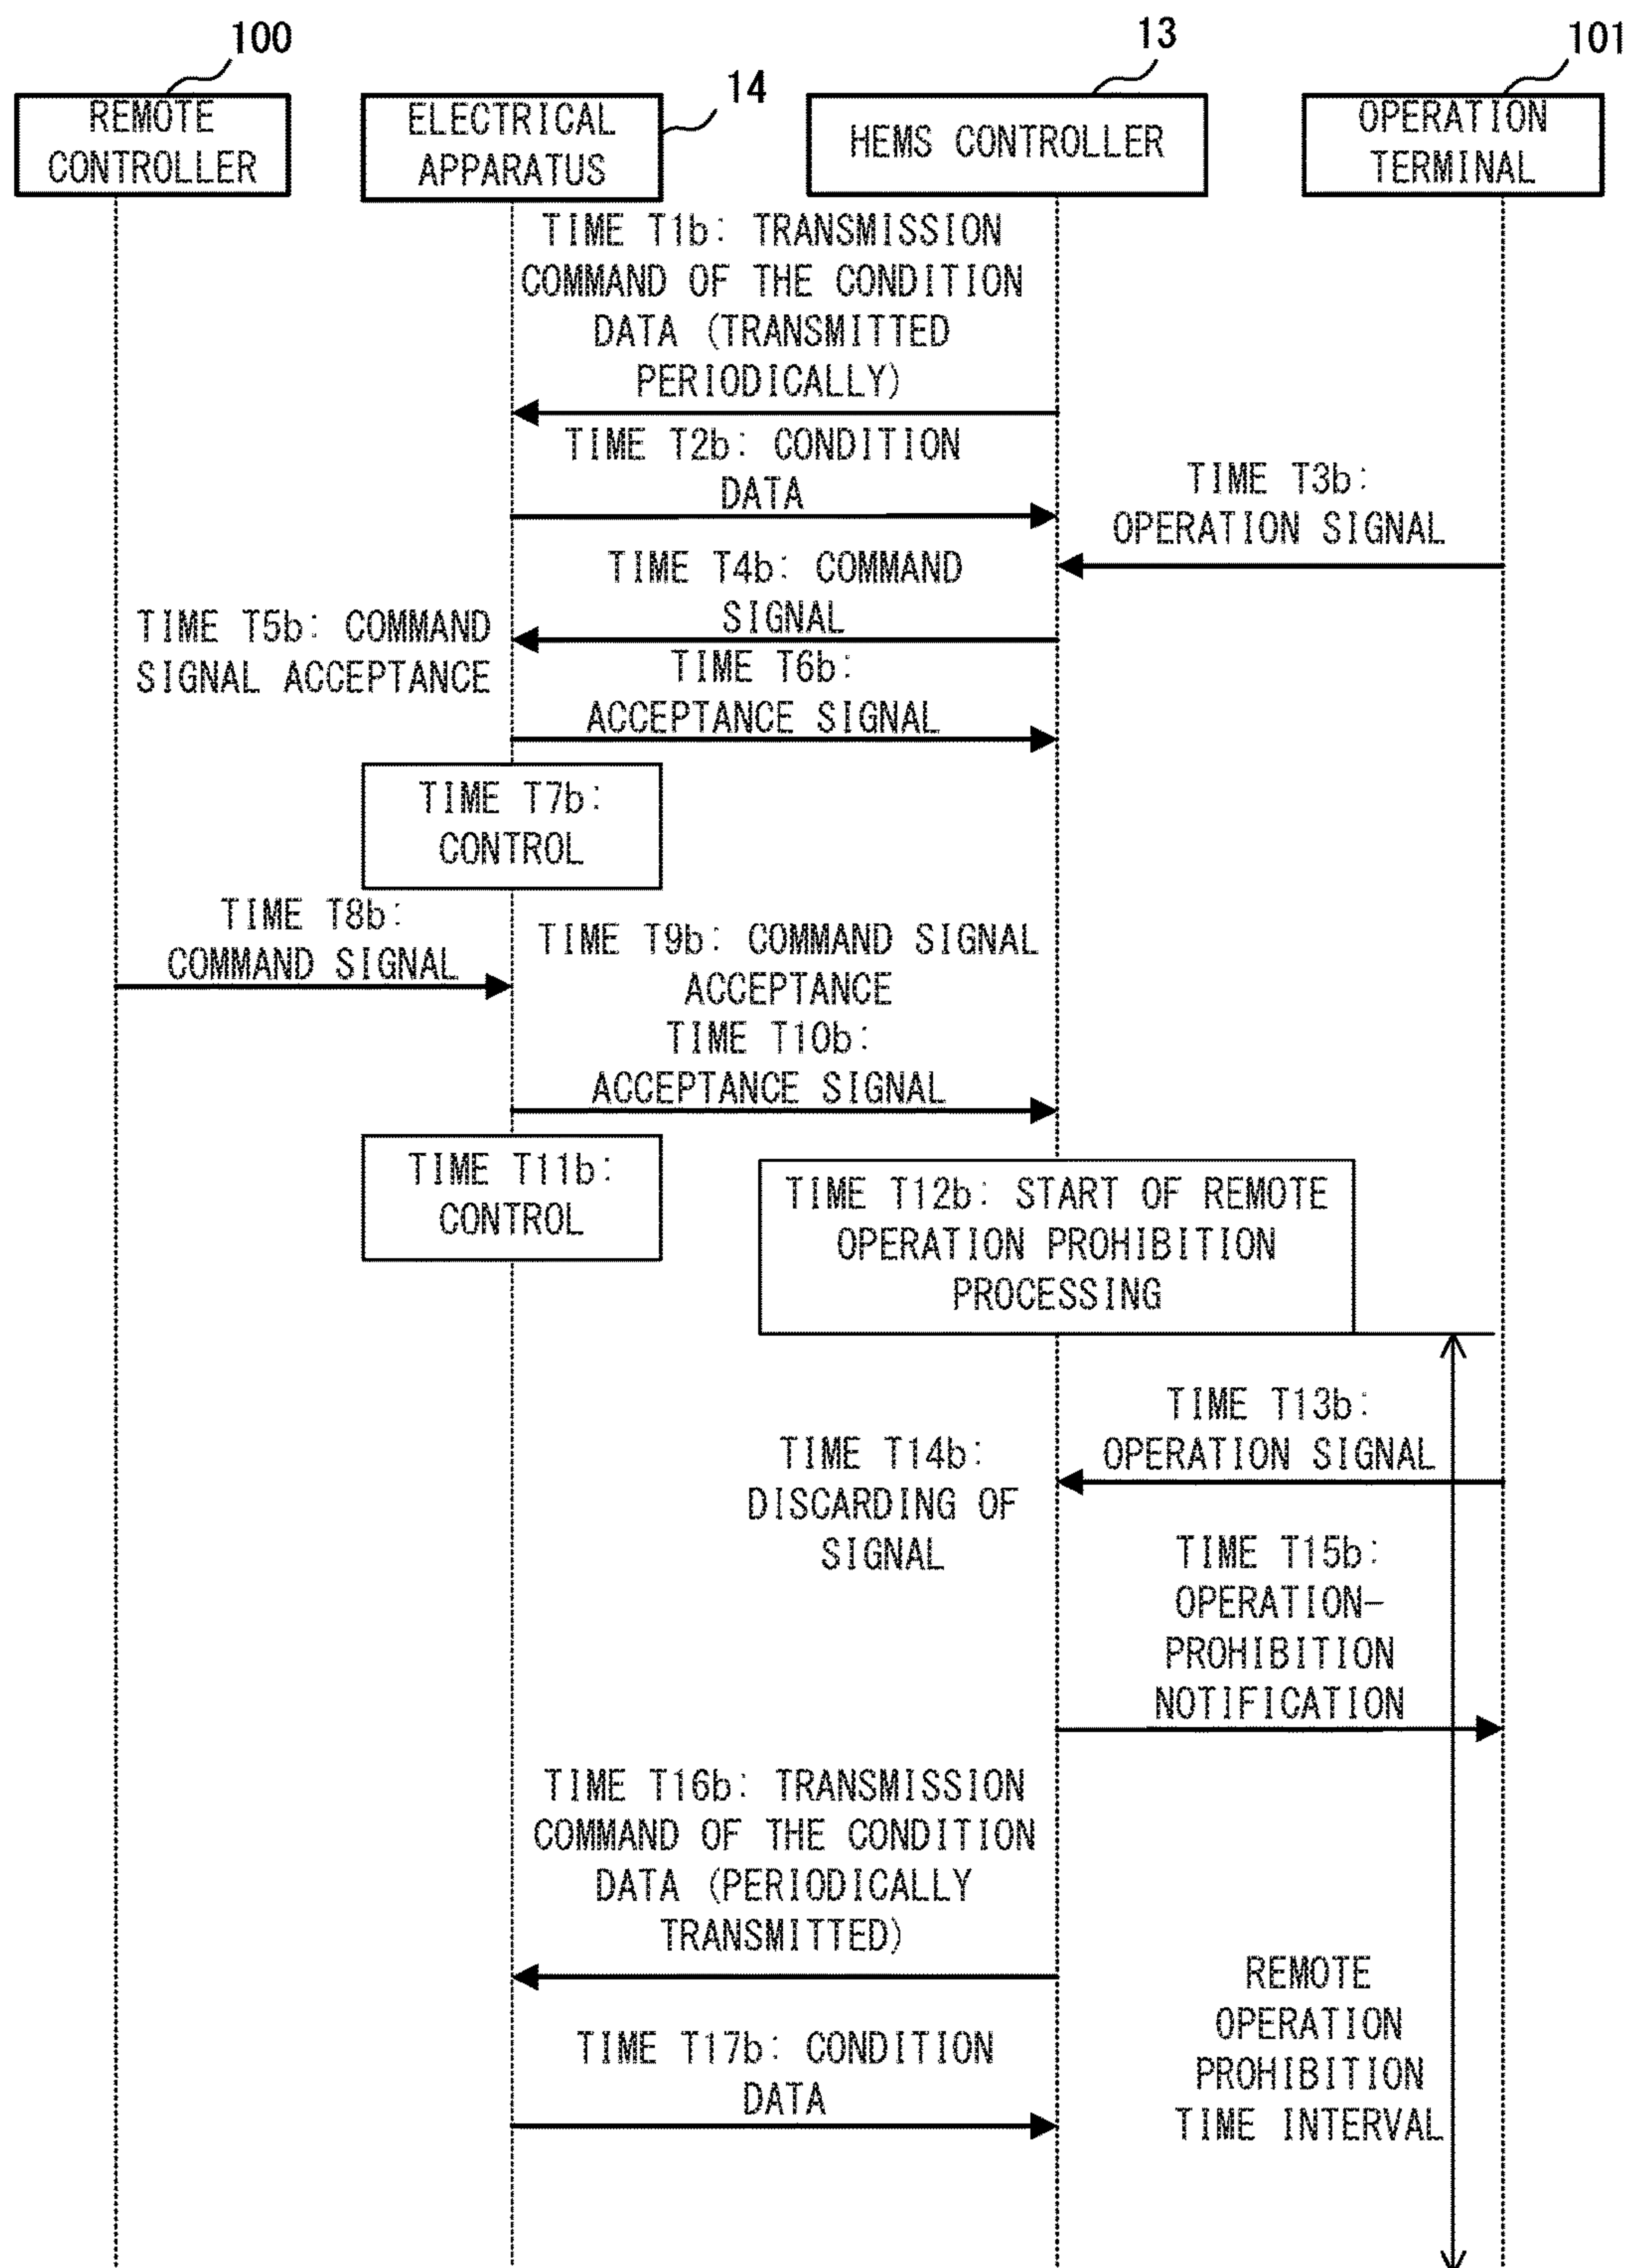 100
13
101
14
REMOTE
CONTROLLER
ELECTRICAL
APPARATUS
HEMS CONTROLLER
OPERATION
TERMINAL
TIME T1b: TRANSMISSION
COMMAND OF THE CONDITION
DATA (TRANSMITTED
PERIODICALLY)
TIME T2b: CONDITION
DATA
TIME T3b:
OPERATION SIGNAL
TIME T4b: COMMAND
SIGNAL
TIME T5b: COMMAND
SIGNAL ACCEPTANCE
TIME T6b:
ACCEPTANCE SIGNAL
TIME T7b:
CONTROL
TIME T8b:
COMMAND SIGNAL
TIME T9b: COMMAND SIGNAL
ACCEPTANCE
TIME T10b:
ACCEPTANCE SIGNAL
TIME T11b:
CONTROL
TIME T12b: START OF REMOTE
OPERATION PROHIBITION
PROCESSING
TIME T13b:
OPERATION SIGNAL
TIME T14b:
DISCARDING OF
SIGNAL
TIME T15b:
OPERATION-
PROHIBITION
NOTIFICATION
TIME T16b: TRANSMISSION
COMMAND OF THE CONDITION
DATA (PERIODICALLY
TRANSMITTED)
TIME T17b: CONDITION
DATA
REMOTE
OPERATION
PROHIBITION
TIME INTERVAL